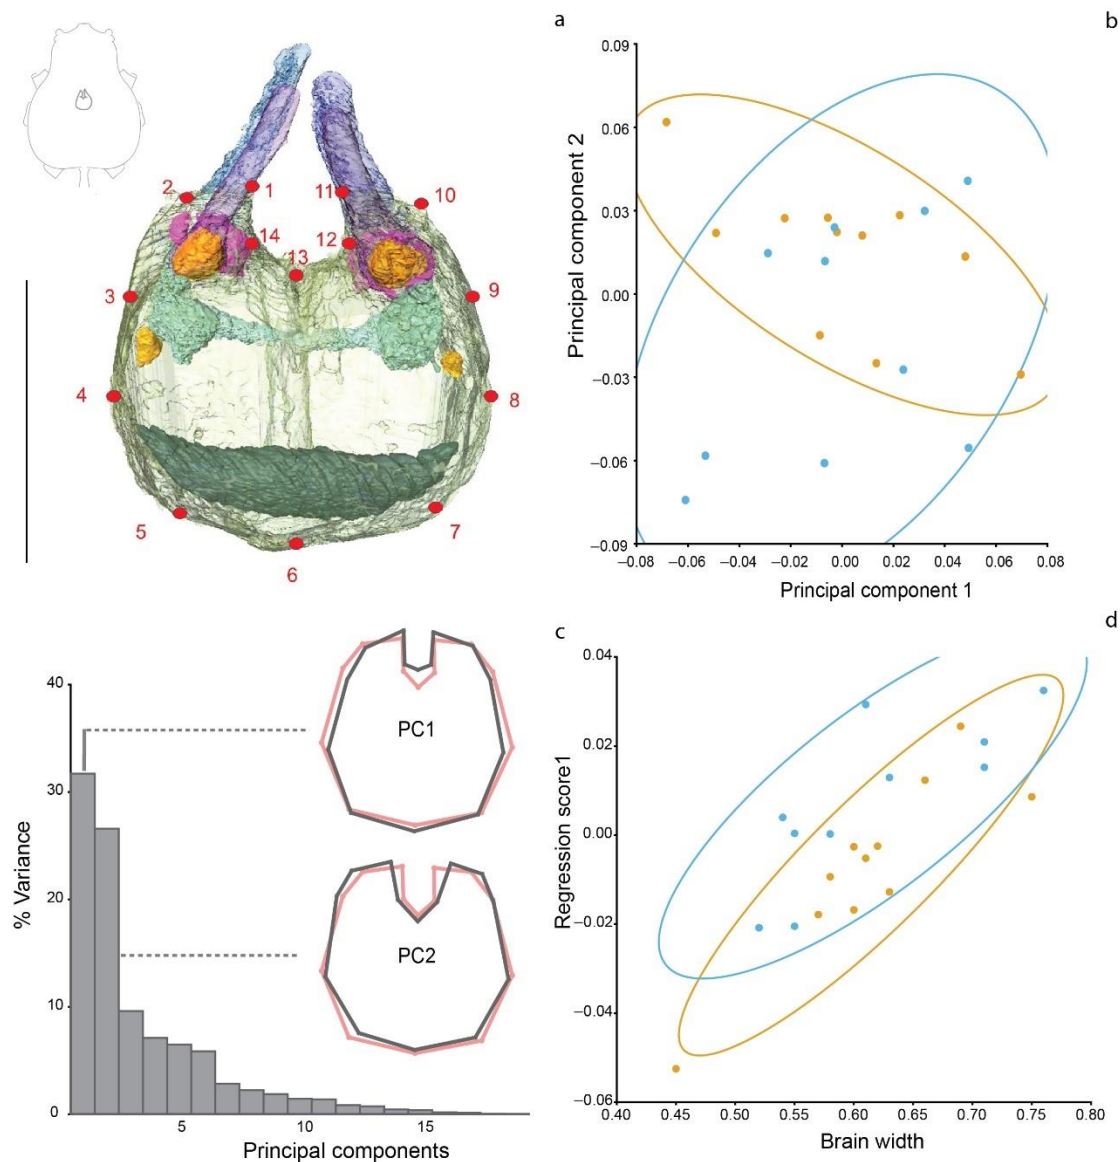 a
1
2
11
10
14
12
13
3
9
4
8
5
7
6
b
0.09
0.06
0.03
0.00
−0.03
−0.06
−0.09
Principal component 2
−0.08 −0.06 −0.04 −0.02 0.00 0.02 0.04 0.06 0.08
Principal component 1
c
40
30
20
10
0
% Variance
PC1
PC2
5 10 15
Principal components
d
0.04
0.02
0.00
−0.02
−0.04
−0.06
Regression score1
0.40 0.45 0.50 0.55 0.60 0.65 0.70 0.75 0.80
Brain width